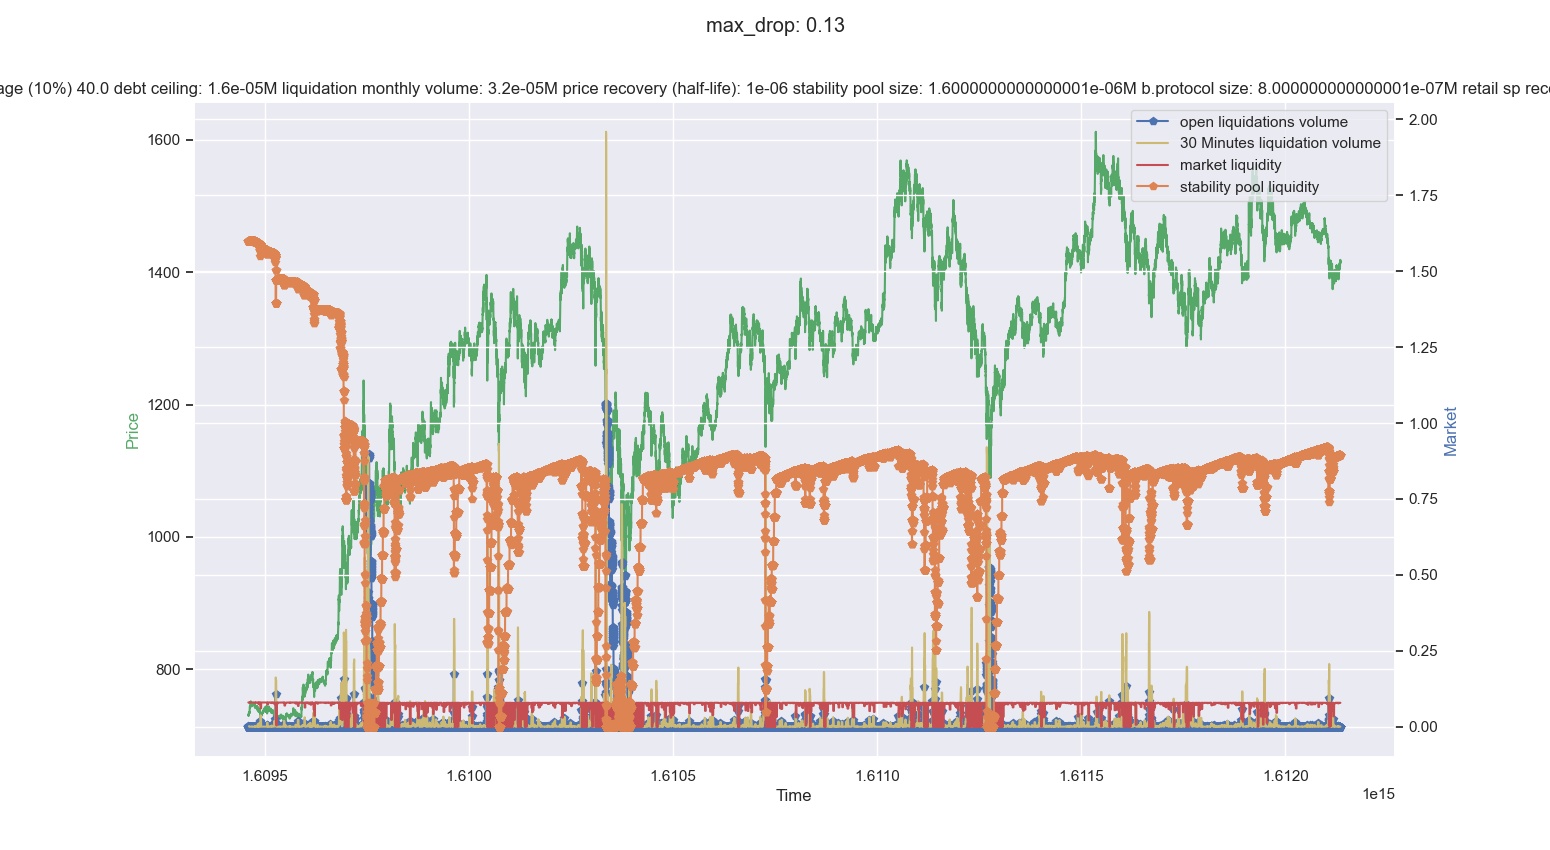 max_drop: 0.13
age (10%) 40.0 debt ceiling: 1.6e-05M liquidation monthly volume: 3.2e-05M price recovery (half-life): 1e-06 stability pool size: 1.6000000000000001e-06M b.protocol size: 8.000000000000001e-07M retail sp reco
open liquidations volume
30 Minutes liquidation volume
market liquidity
stability pool liquidity
1600
1400
1200
1000
800
Price
2.00
1.75
1.50
1.25
1.00
0.75
0.50
0.25
0.00
Market
1.6095
1.6100
1.6105
1.6110
1.6115
1.6120
Time
1e15